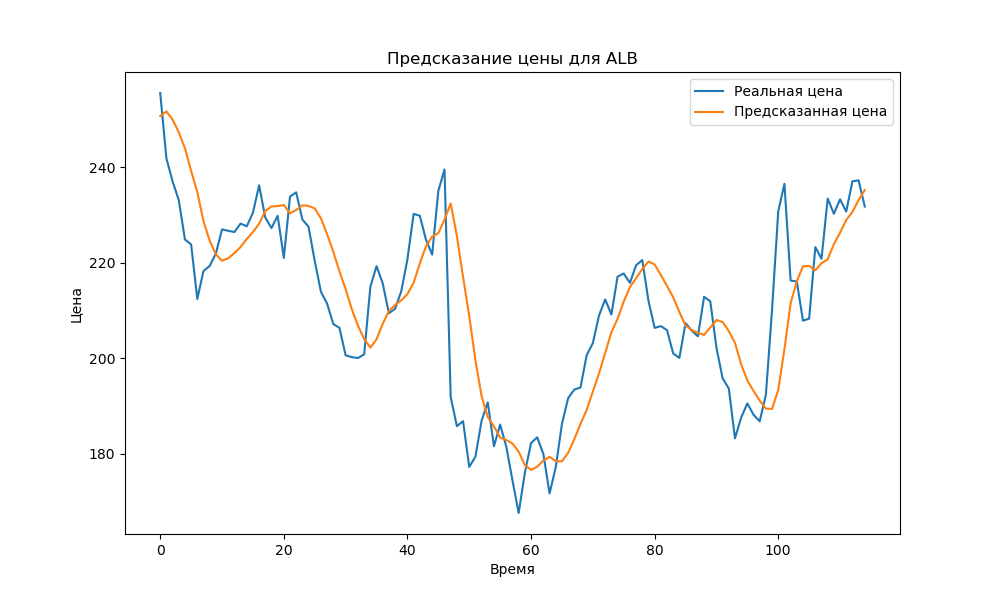 Предсказание цены для ALB
Реальная цена
Предсказанная цена
Цена
240
220
200
180
0 20 40 60 80 100
Время